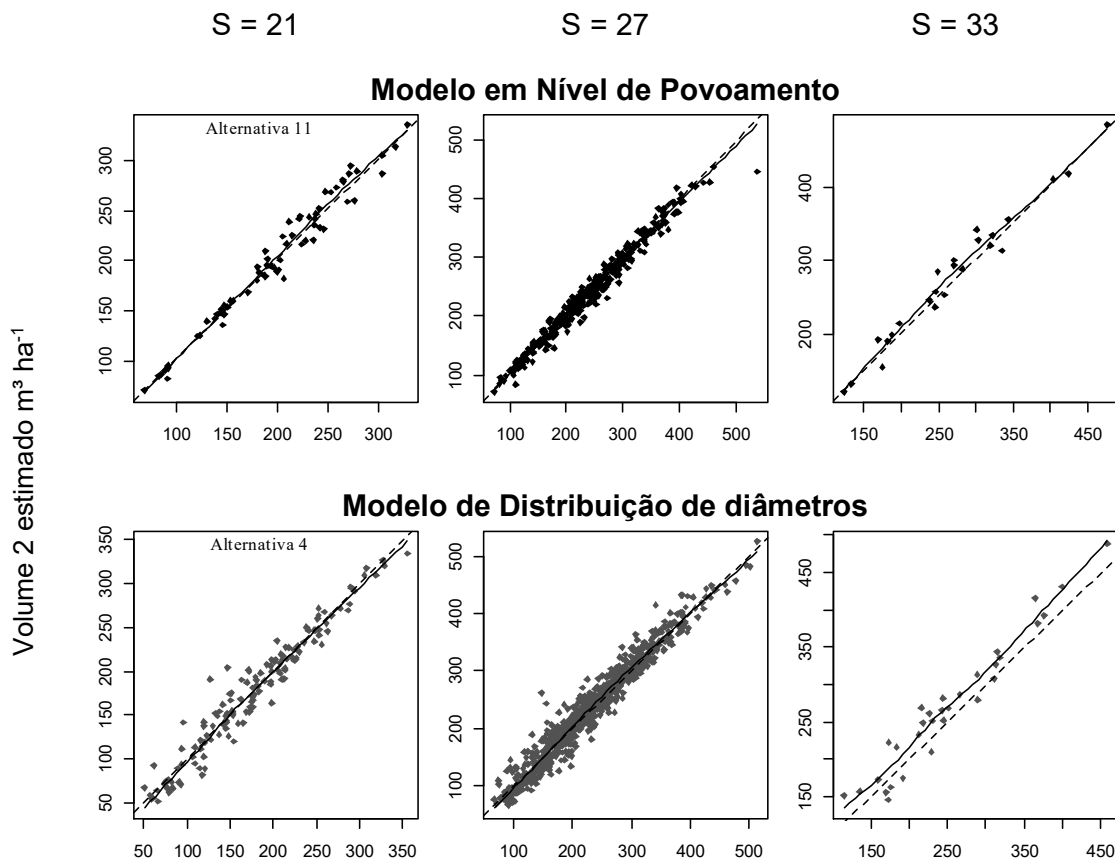 S = 21 S = 27 S = 33
Modelo em Nível de Povoamento
Alternativa 11
100 150 200 250 300
100 200 300 400 500
200 300 400
100 150 200 250 300
100 200 300 400 500
150 250 350 450
Volume 2 estimado m³ ha⁻¹
Modelo de Distribuição de diâmetros
Alternativa 4
50 100 150 200 250 300 350
100 200 300 400 500
150 250 350 450
50 100 150 200 250 300 350
100 200 300 400 500
150 250 350 450